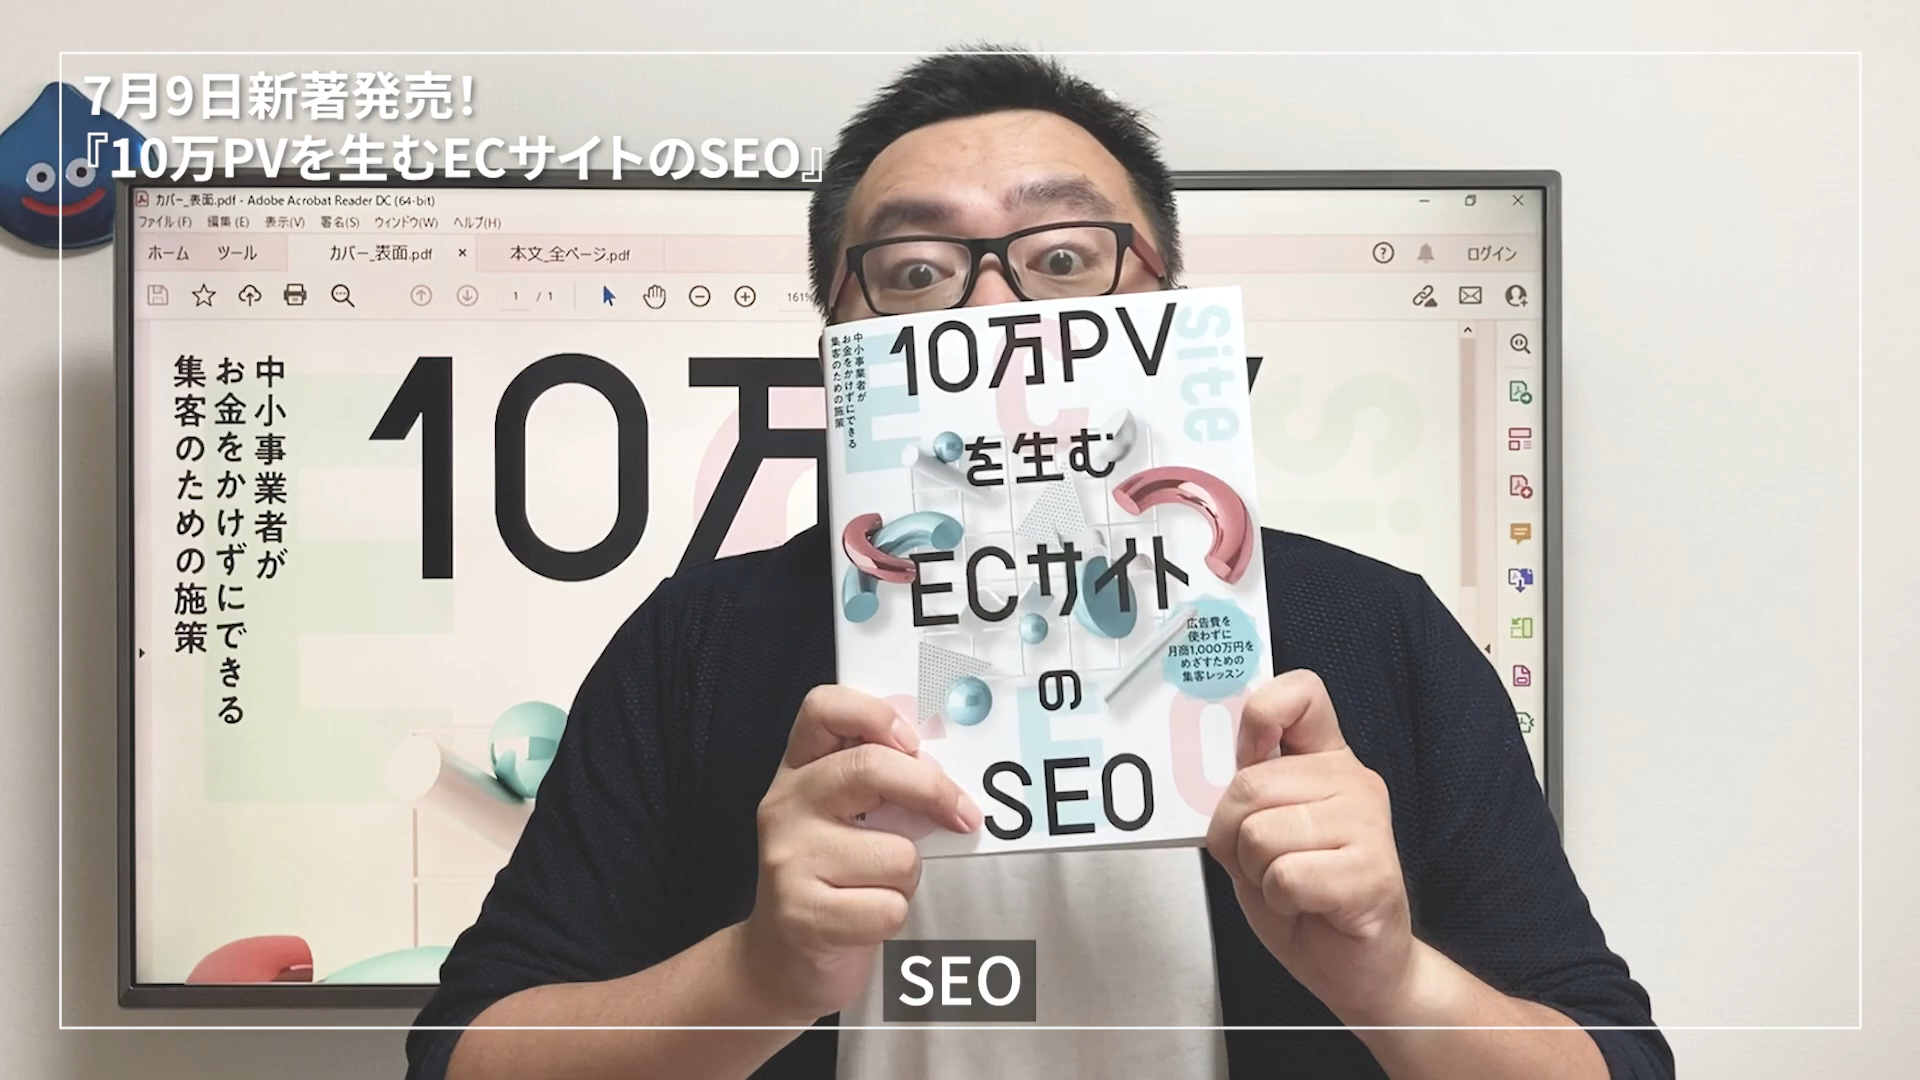 7月9日新著発売!
『10万PVを生むECサイトのSEO』
カバー_表面.pdf - Adobe Acrobat Reader DC (64-bit)
ファイル(F) 編集(E) 表示(V) 署名(S) ウィンドウ(W) ヘルプ(H)
ホーム ツール カバー_表面.pdf × 本文_全ページ.pdf ログイン
1 / 1 161%
中小事業者が
お金をかけずにできる
集客のための施策
10万
E
Si
中小事業者が
お金をかけずにできる
集客のための施策
EC
site
10万PV
を生む
ECサイト
の
SEO
広告費を
使わずに
月商1,000万円を
めざすための
集客レッスン
SEO
SEO